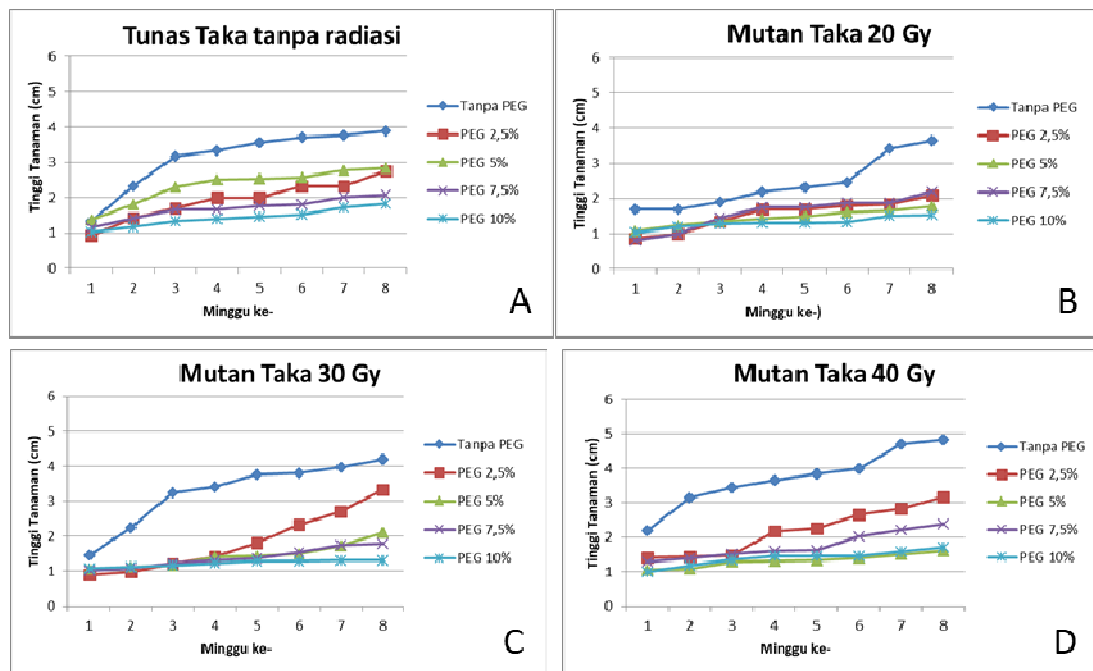 Tunas Taka tanpa radiasi
Tinggi Tanaman (cm)
6
5
4
3
2
1
0
1 2 3 4 5 6 7 8
Minggu ke-
Tanpa PEG
PEG 2,5%
PEG 5%
PEG 7,5%
PEG 10%
A
Mutan Taka 20 Gy
Tinggi Tanaman (cm)
6
5
4
3
2
1
0
1 2 3 4 5 6 7 8
Minggu ke-)
Tanpa PEG
PEG 2,5%
PEG 5%
PEG 7,5%
PEG 10%
B
Mutan Taka 30 Gy
Tinggi Tanaman (cm)
6
5
4
3
2
1
0
1 2 3 4 5 6 7 8
Minggu ke-
Tanpa PEG
PEG 2,5%
PEG 5%
PEG 7,5%
PEG 10%
C
Mutan Taka 40 Gy
Tinggi Tanaman (cm)
6
5
4
3
2
1
0
1 2 3 4 5 6 7 8
Minggu ke-
Tanpa PEG
PEG 2,5%
PEG 5%
PEG 7,5%
PEG 10%
D